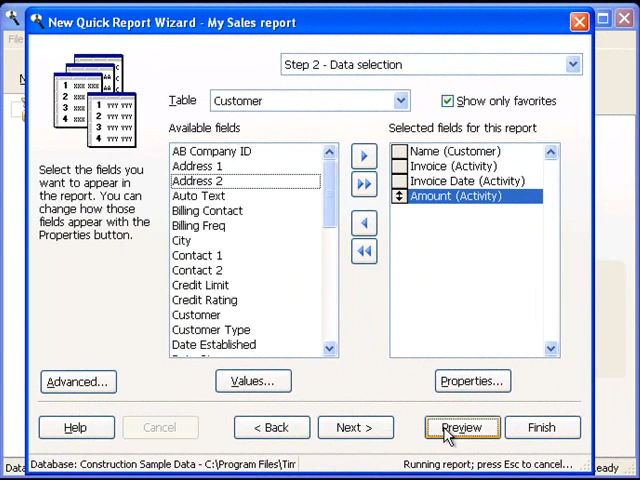 New Quick Report Wizard - My Sales report
Step 2 - Data selection
Table
Customer
Show only favorites
Available fields
Selected fields for this report
AB Company ID
Address 1
Address 2
Auto Text
Billing Contact
Billing Freq
City
Contact 1
Contact 2
Credit Limit
Credit Rating
Customer
Customer Type
Date Established
Name (Customer)
Invoice (Activity)
Invoice Date (Activity)
Amount (Activity)
Select the fields you
want to appear in
the report. You can
change how those
fields appear with the
Properties button.
Advanced...
Values...
Properties...
Help
Cancel
< Back
Next >
Preview
Finish
Database: Construction Sample Data - C:\Program Files\Tim
Running report; press Esc to cancel...